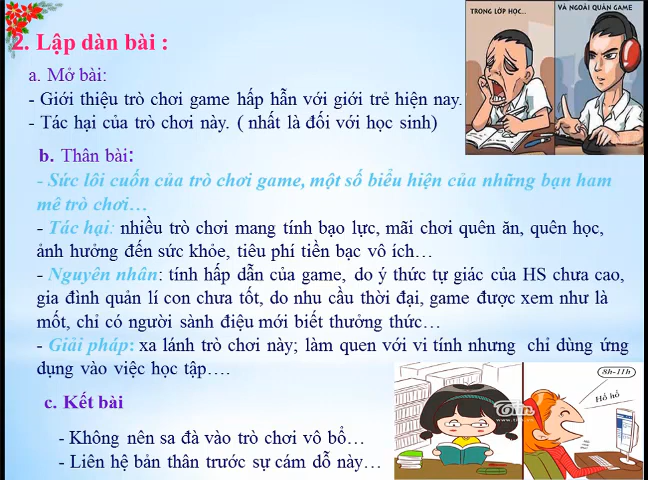 TRONG LỚP HỌC...
VÀ NGOÀI QUÁN GAME
2. Lập dàn bài :
a. Mở bài:
- Giới thiệu trò chơi game hấp hẫn với giới trẻ hiện nay.
- Tác hại của trò chơi này. ( nhất là đối với học sinh)
b. Thân bài:
- Sức lôi cuốn của trò chơi game, một số biểu hiện của những bạn ham
mê trò chơi…
- Tác hại: nhiều trò chơi mang tính bạo lực, mãi chơi quên ăn, quên học,
ảnh hưởng đến sức khỏe, tiêu phí tiền bạc vô ích…
- Nguyên nhân: tính hấp dẫn của game, do ý thức tự giác của HS chưa cao,
gia đình quản lí con chưa tốt, do nhu cầu thời đại, game được xem như là
mốt, chỉ có người sành điệu mới biết thưởng thức…
- Giải pháp: xa lánh trò chơi này; làm quen với vi tính nhưng chỉ dùng ứng
dụng vào việc học tập….
8h-11h
Hố hố
c. Kết bài
- Không nên sa đà vào trò chơi vô bổ…
- Liên hệ bản thân trước sự cám dỗ này…